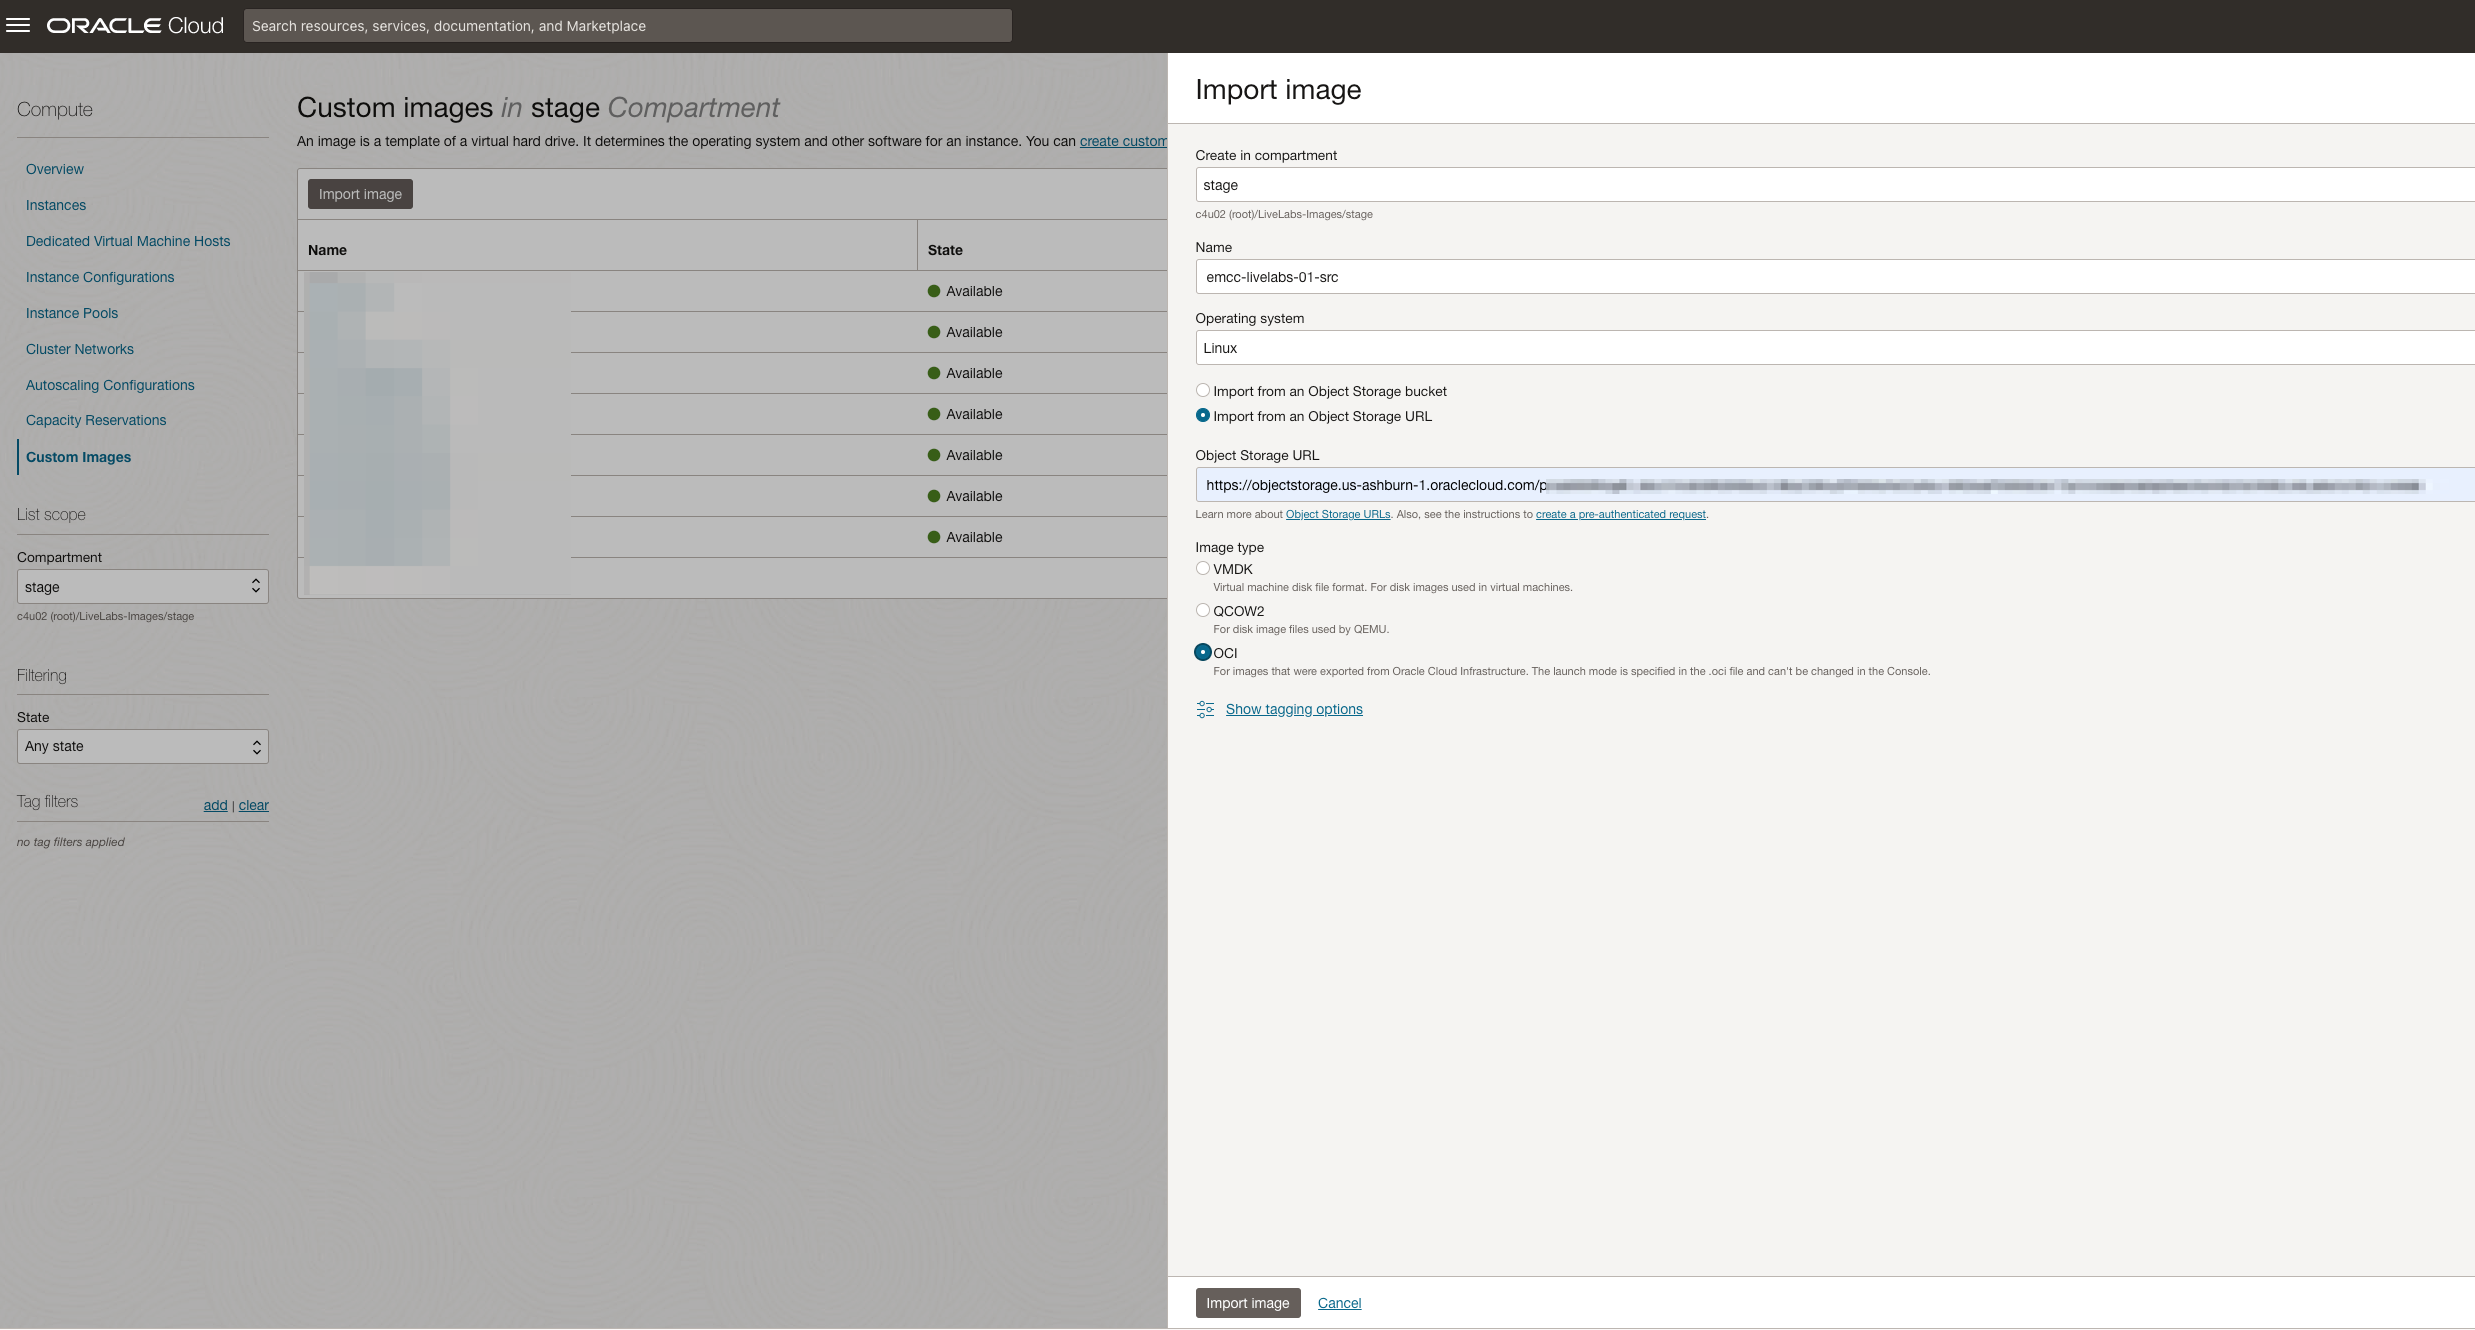 ORACLE Cloud
Search resources, services, documentation, and Marketplace
Compute
Overview
Instances
Dedicated Virtual Machine Hosts
Instance Configurations
Instance Pools
Cluster Networks
Autoscaling Configurations
Capacity Reservations
Custom Images
List scope
Compartment
stage
c4u02 (root)/LiveLabs-Images/stage
Filtering
State
Any state
Tag filters
add | clear
no tag filters applied
Custom images in stage Compartment
An image is a template of a virtual hard drive. It determines the operating system and other software for an instance. You can create custom
Import image
Name
State
Available
Available
Available
Available
Available
Available
Available
Import image
Create in compartment
stage
c4u02 (root)/LiveLabs-Images/stage
Name
emcc-livelabs-01-src
Operating system
Linux
Import from an Object Storage bucket
Import from an Object Storage URL
Object Storage URL
https://objectstorage.us-ashburn-1.oraclecloud.com/p
Learn more about Object Storage URLs. Also, see the instructions to create a pre-authenticated request.
Image type
VMDK
Virtual machine disk file format. For disk images used in virtual machines.
QCOW2
For disk image files used by QEMU.
OCI
For images that were exported from Oracle Cloud Infrastructure. The launch mode is specified in the .oci file and can't be changed in the Console.
Show tagging options
Import image
Cancel